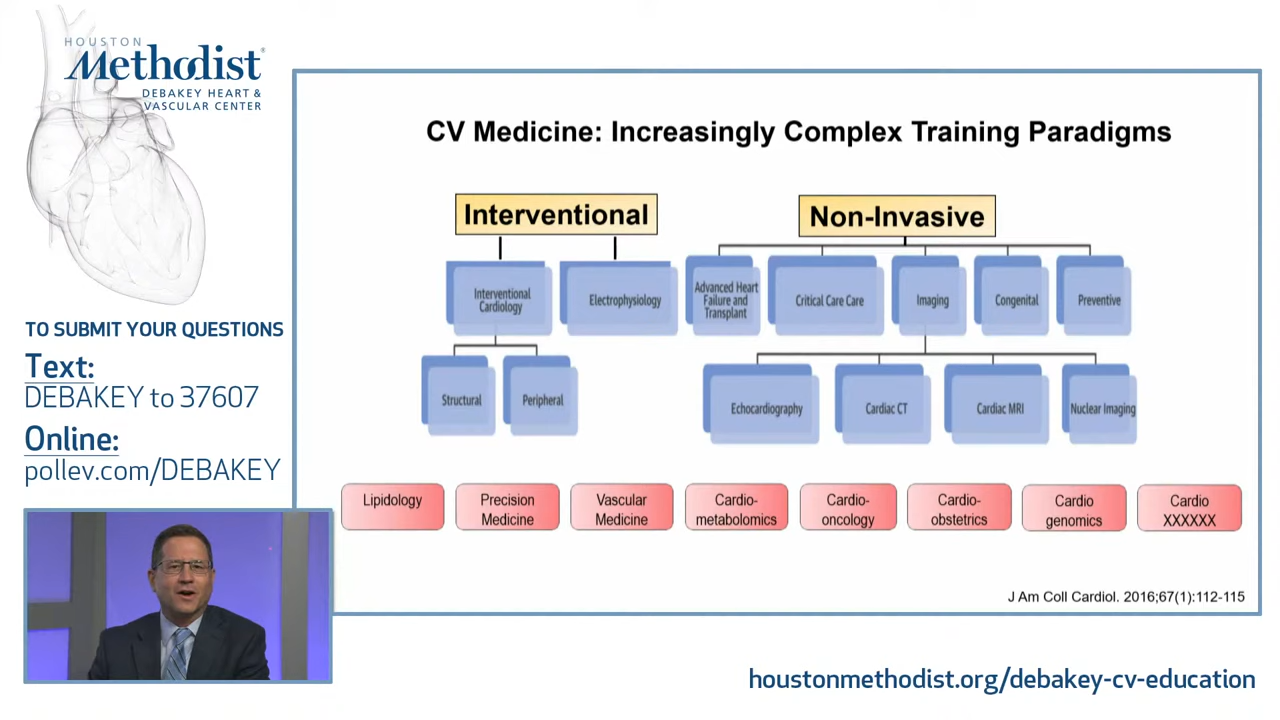 HOUSTON
Methodist®
DEBAKEY HEART &
VASCULAR CENTER
TO SUBMIT YOUR QUESTIONS
Text:
DEBAKEY to 37607
Online:
pollev.com/DEBAKEY
CV Medicine: Increasingly Complex Training Paradigms
Interventional
Non-Invasive
Interventional
Cardiology
Electrophysiology
Advanced Heart
Failure and
Transplant
Critical Care Care
Imaging
Congenital
Preventive
Structural
Peripheral
Echocardiography
Cardiac CT
Cardiac MRI
Nuclear Imaging
Lipidology
Precision
Medicine
Vascular
Medicine
Cardio-
metabolomics
Cardio-
oncology
Cardio-
obstetrics
Cardio
genomics
Cardio
XXXXXX
J Am Coll Cardiol. 2016;67(1):112-115
houstonmethodist.org/debakey-cv-education